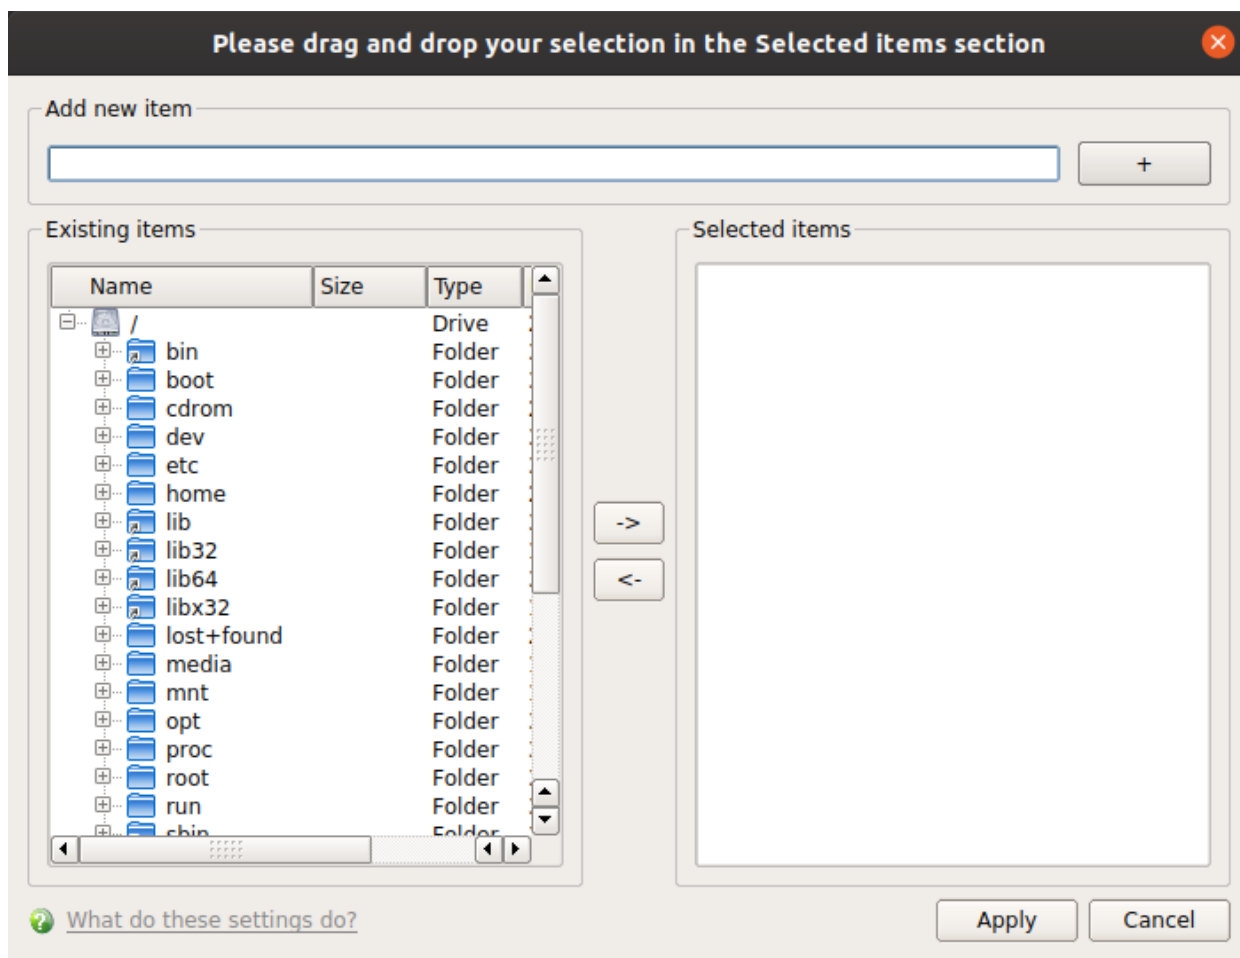 Please drag and drop your selection in the Selected items section
Add new item
+
Existing items
Selected items
Name Size Type
/ Drive
bin Folder
boot Folder
cdrom Folder
dev Folder
etc Folder
home Folder
lib Folder
->
lib32 Folder
lib64 Folder
<-
libx32 Folder
lost+found Folder
media Folder
mnt Folder
opt Folder
proc Folder
root Folder
run Folder
sbin Folder
What do these settings do?
Apply
Cancel